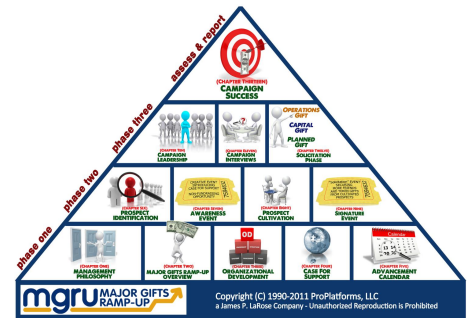 assess & report
(CHAPTER THIRTEEN)
CAMPAIGN
SUCCESS
phase three
(CHAPTER TEN)
CAMPAIGN
LEADERSHIP
?
(CHAPTER ELEVEN)
CAMPAIGN
INTERVIEWS
OPERATIONS
GIFT
CAPITAL
GIFT
PLANNED
GIFT
(CHAPTER TWELVE)
SOLICITATION
PHASE
phase two
(CHAPTER SIX)
PROSPECT
IDENTIFICATION
(CHAPTER SEVEN)
AWARENESS
EVENT
(CHAPTER EIGHT)
PROSPECT
CULTIVATION
(CHAPTER NINE)
SIGNATURE
EVENT
phase one
(CHAPTER ONE)
MANAGEMENT
PHILOSOPHY
(CHAPTER TWO)
MAJOR GIFTS RAMP-UP
OVERVIEW
OD
(CHAPTER THREE)
ORGANIZATIONAL
DEVELOPMENT
(CHAPTER FOUR)
CASE FOR
SUPPORT
Calendar
(CHAPTER FIVE)
ADVANCEMENT
CALENDAR
mgru MAJOR GIFTS
RAMP-UP
Copyright (C) 1990-2011 ProPlatforms, LLC
a James P. LaRose Company - Unauthorized Reproduction is Prohibited